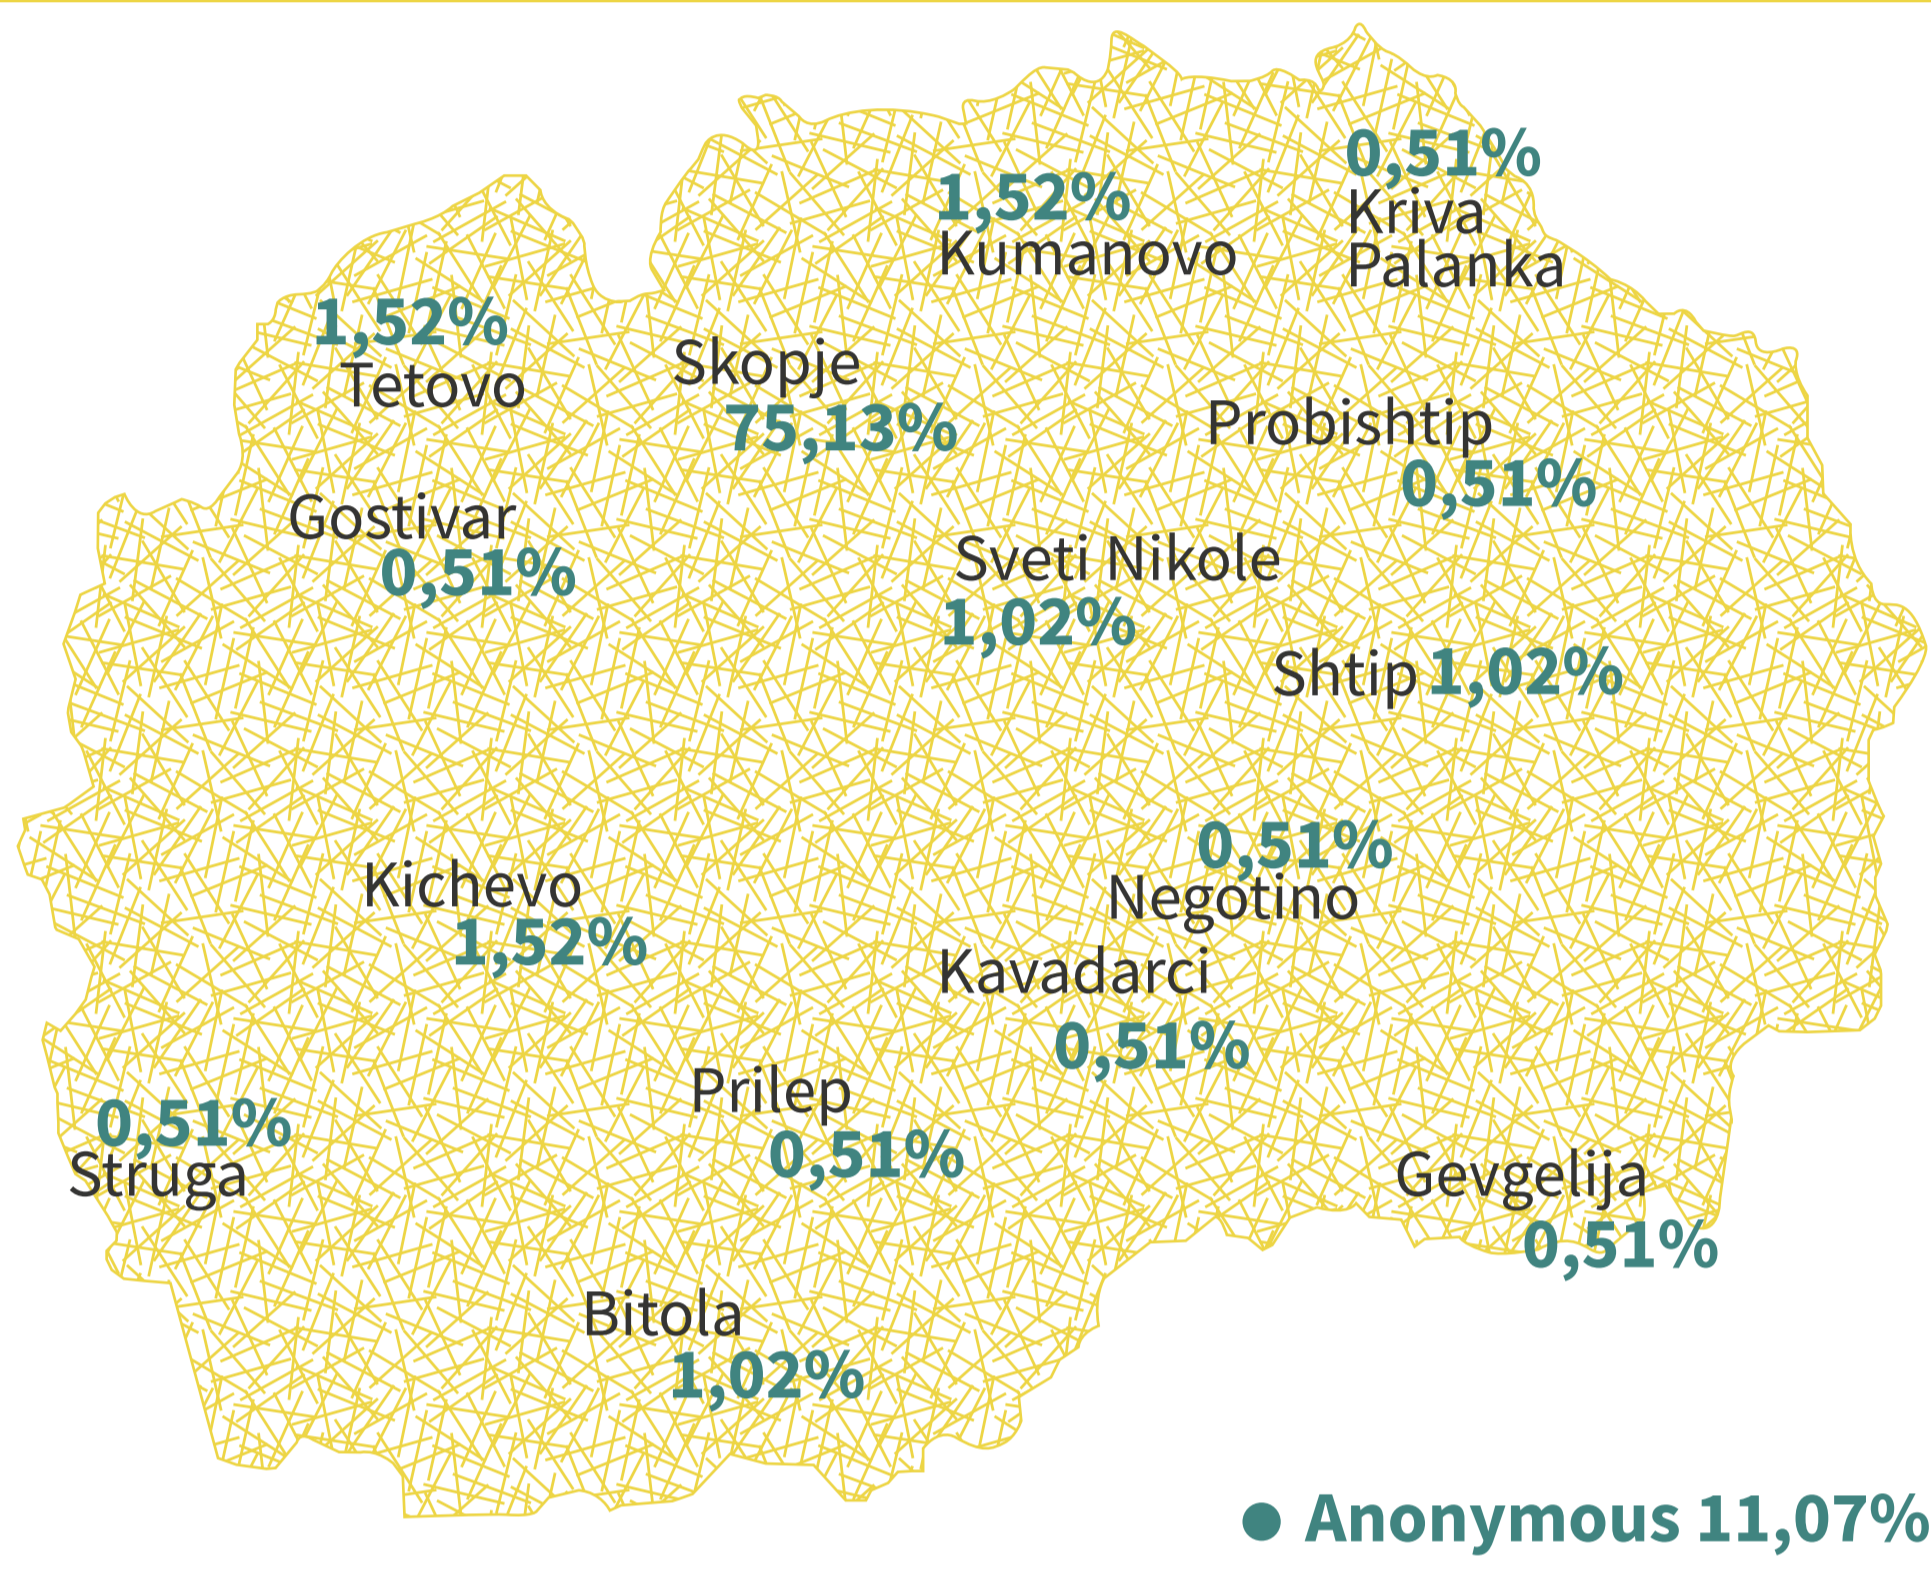 0,51%
Kriva
Palanka
1,52%
Kumanovo
1,52%
Tetovo
Skopje
75,13%
Probishtip
0,51%
Gostivar
0,51%
Sveti Nikole
1,02%
Shtip 1,02%
0,51%
Negotino
Kichevo
1,52%
Kavadarci
0,51%
Prilep
0,51%
0,51%
Struga
Gevgelija
0,51%
Bitola
1,02%
Anonymous 11,07%